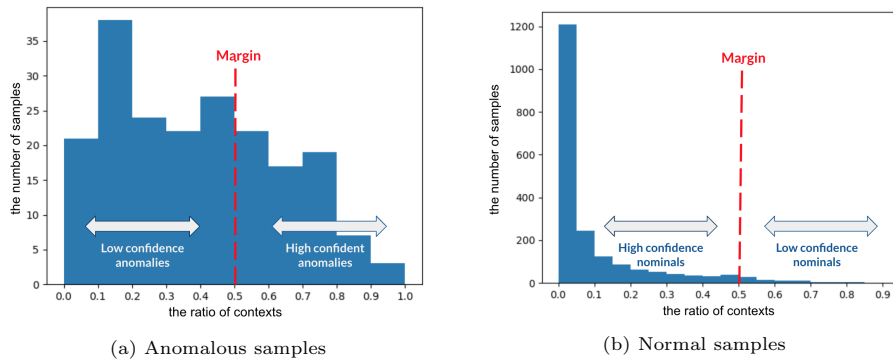 35
30
25
20
15
10
5
0
the number of samples
Margin
Low confidence
anomalies
High confident
anomalies
0.0 0.1 0.2 0.3 0.4 0.5 0.6 0.7 0.8 0.9 1.0
the ratio of contexts
(a) Anomalous samples
1200
1000
800
600
400
200
0
the number of samples
Margin
High confidence
nominals
Low confidence
nominals
0.0 0.1 0.2 0.3 0.4 0.5 0.6 0.7 0.8 0.9
the ratio of contexts
(b) Normal samples